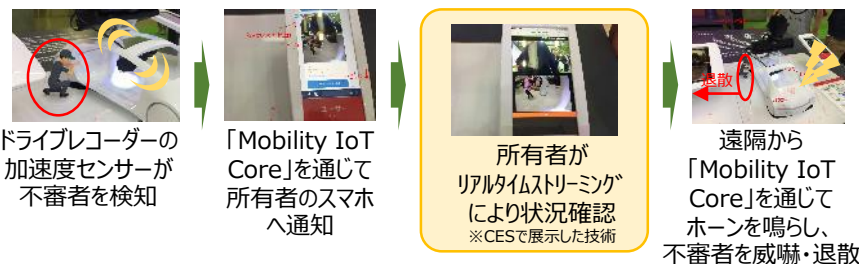 ドライブレコーダーの
加速度センサーが
不審者を検知
「Mobility IoT
Core」を通じて
所有者のスマホ
へ通知
所有者が
ﾘｱﾙﾀｲﾑｽﾄﾘｰﾐﾝｸﾞ
により状況確認
※CESで展示した技術
退散
遠隔から
「Mobility IoT
Core」を通じて
ホーンを鳴らし、
不審者を威嚇・退散